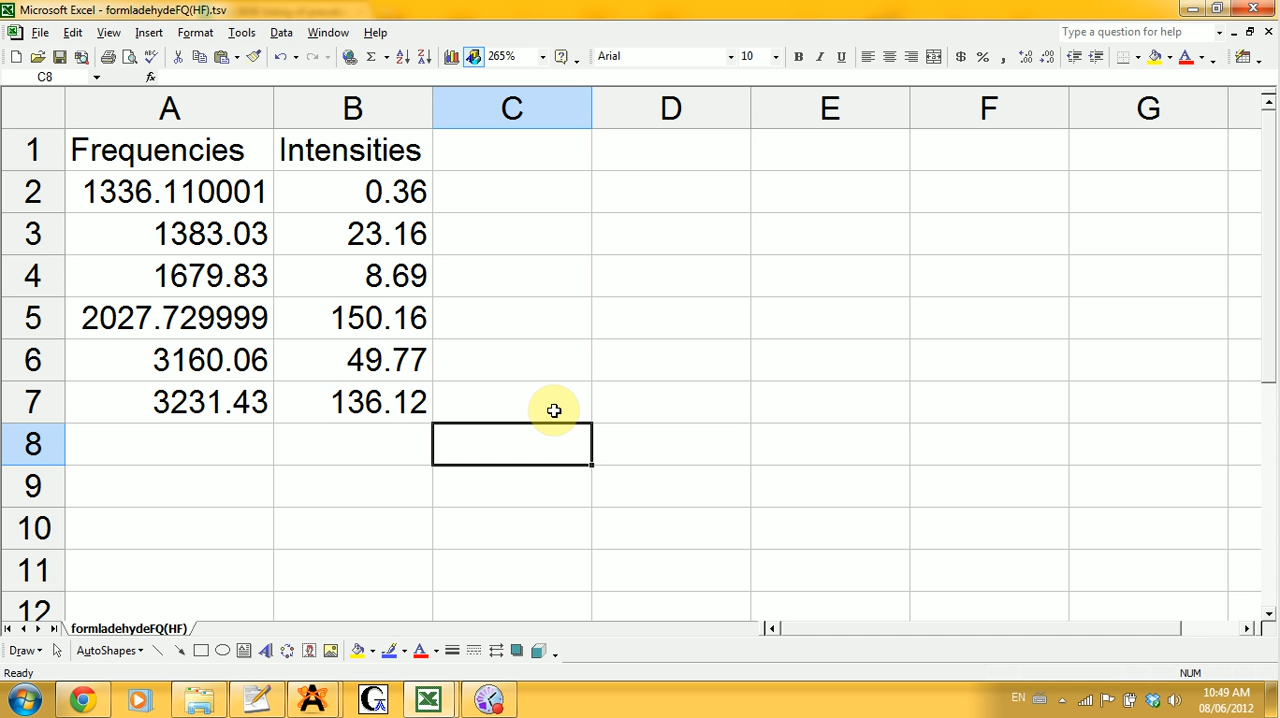 Microsoft Excel - formladehydeFQ(HF).tsv
File Edit View Insert Format Tools Data Window Help
Type a question for help
265%
Arial
10
B I U
C8
fx
A B C D E F G
1 Frequencies Intensities
2 1336.110001 0.36
3 1383.03 23.16
4 1679.83 8.69
5 2027.729999 150.16
6 3160.06 49.77
7 3231.43 136.12
8
9
10
11
12
formladehydeFQ(HF)
Draw AutoShapes
Ready
NUM
EN
10:49 AM
08/06/2012